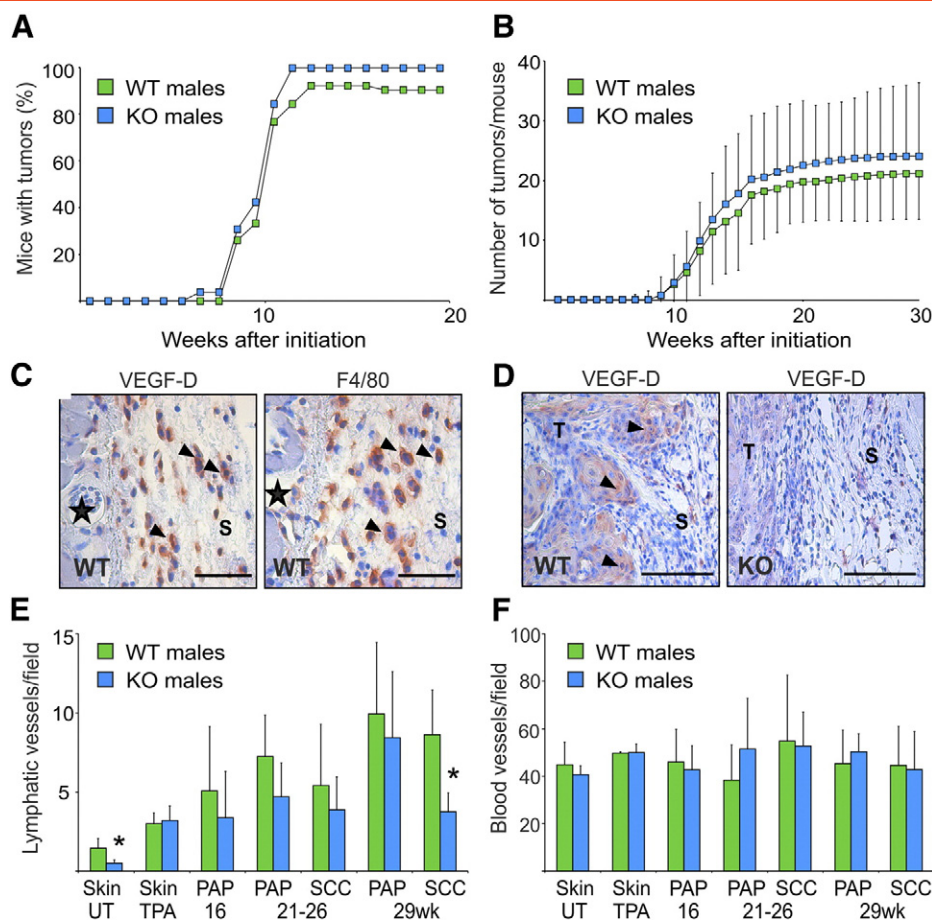 A
Mice with tumors (%)
100
80
60
40
20
WT males
KO males
10
20
Weeks after initiation
B
Number of tumors/mouse
40
30
20
10
WT males
KO males
10
20
30
Weeks after initiation
C
VEGF-D
F4/80
S
WT
S
WT
D
VEGF-D
VEGF-D
T
S
WT
T
S
KO
E
Lymphatic vessels/field
15
10
5
WT males
KO males
*
*
Skin Skin PAP PAP SCC PAP SCC
UT TPA 16 21-26 29wk
F
Blood vessels/field
100
80
60
40
20
WT males
KO males
Skin Skin PAP PAP SCC PAP SCC
UT TPA 16 21-26 29wk